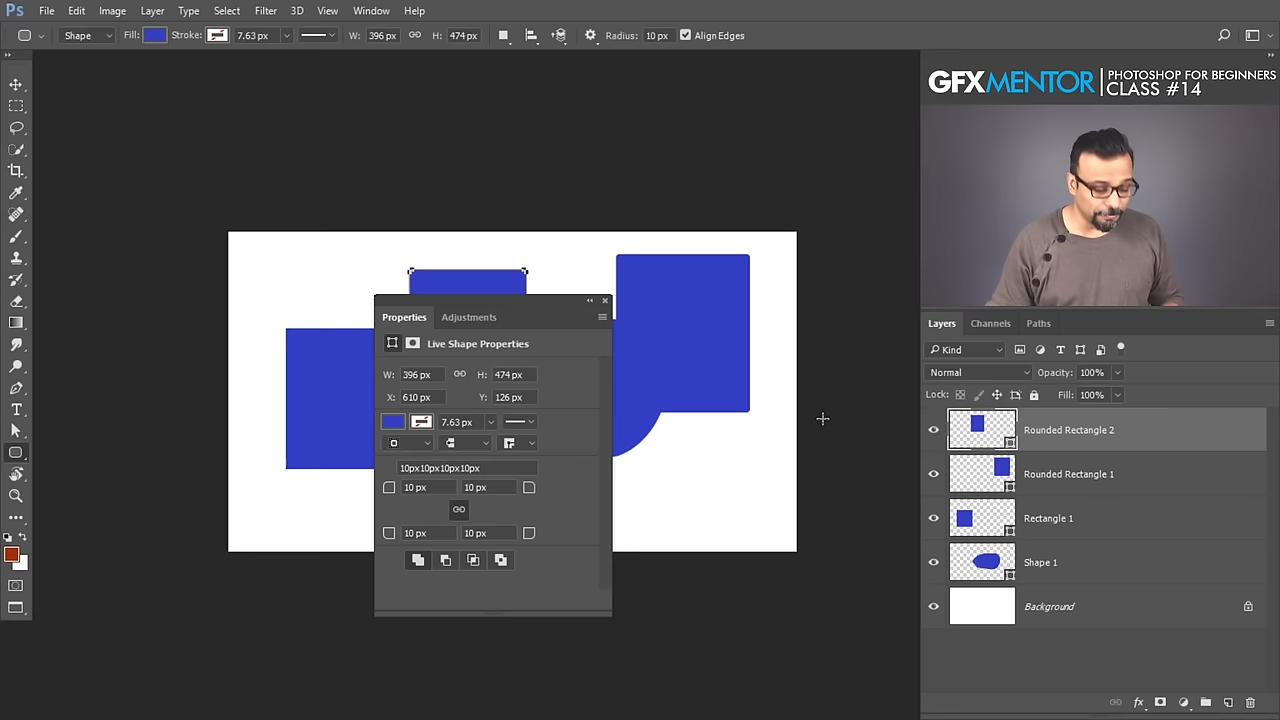 Ps File Edit Image Layer Type Select Filter 3D View Window Help
Shape Fill: Stroke: 7.63 px W: 396 px H: 474 px Radius: 10 px Align Edges
GFXMENTOR PHOTOSHOP FOR BEGINNERS
CLASS #14
Properties Adjustments
Live Shape Properties
W: 396 px H: 474 px
X: 610 px Y: 126 px
7.63 px
10px10px10px10px
10 px 10 px
10 px 10 px
Layers Channels Paths
Kind
Normal Opacity: 100%
Lock: Fill: 100%
Rounded Rectangle 2
Rounded Rectangle 1
Rectangle 1
Shape 1
Background
fx